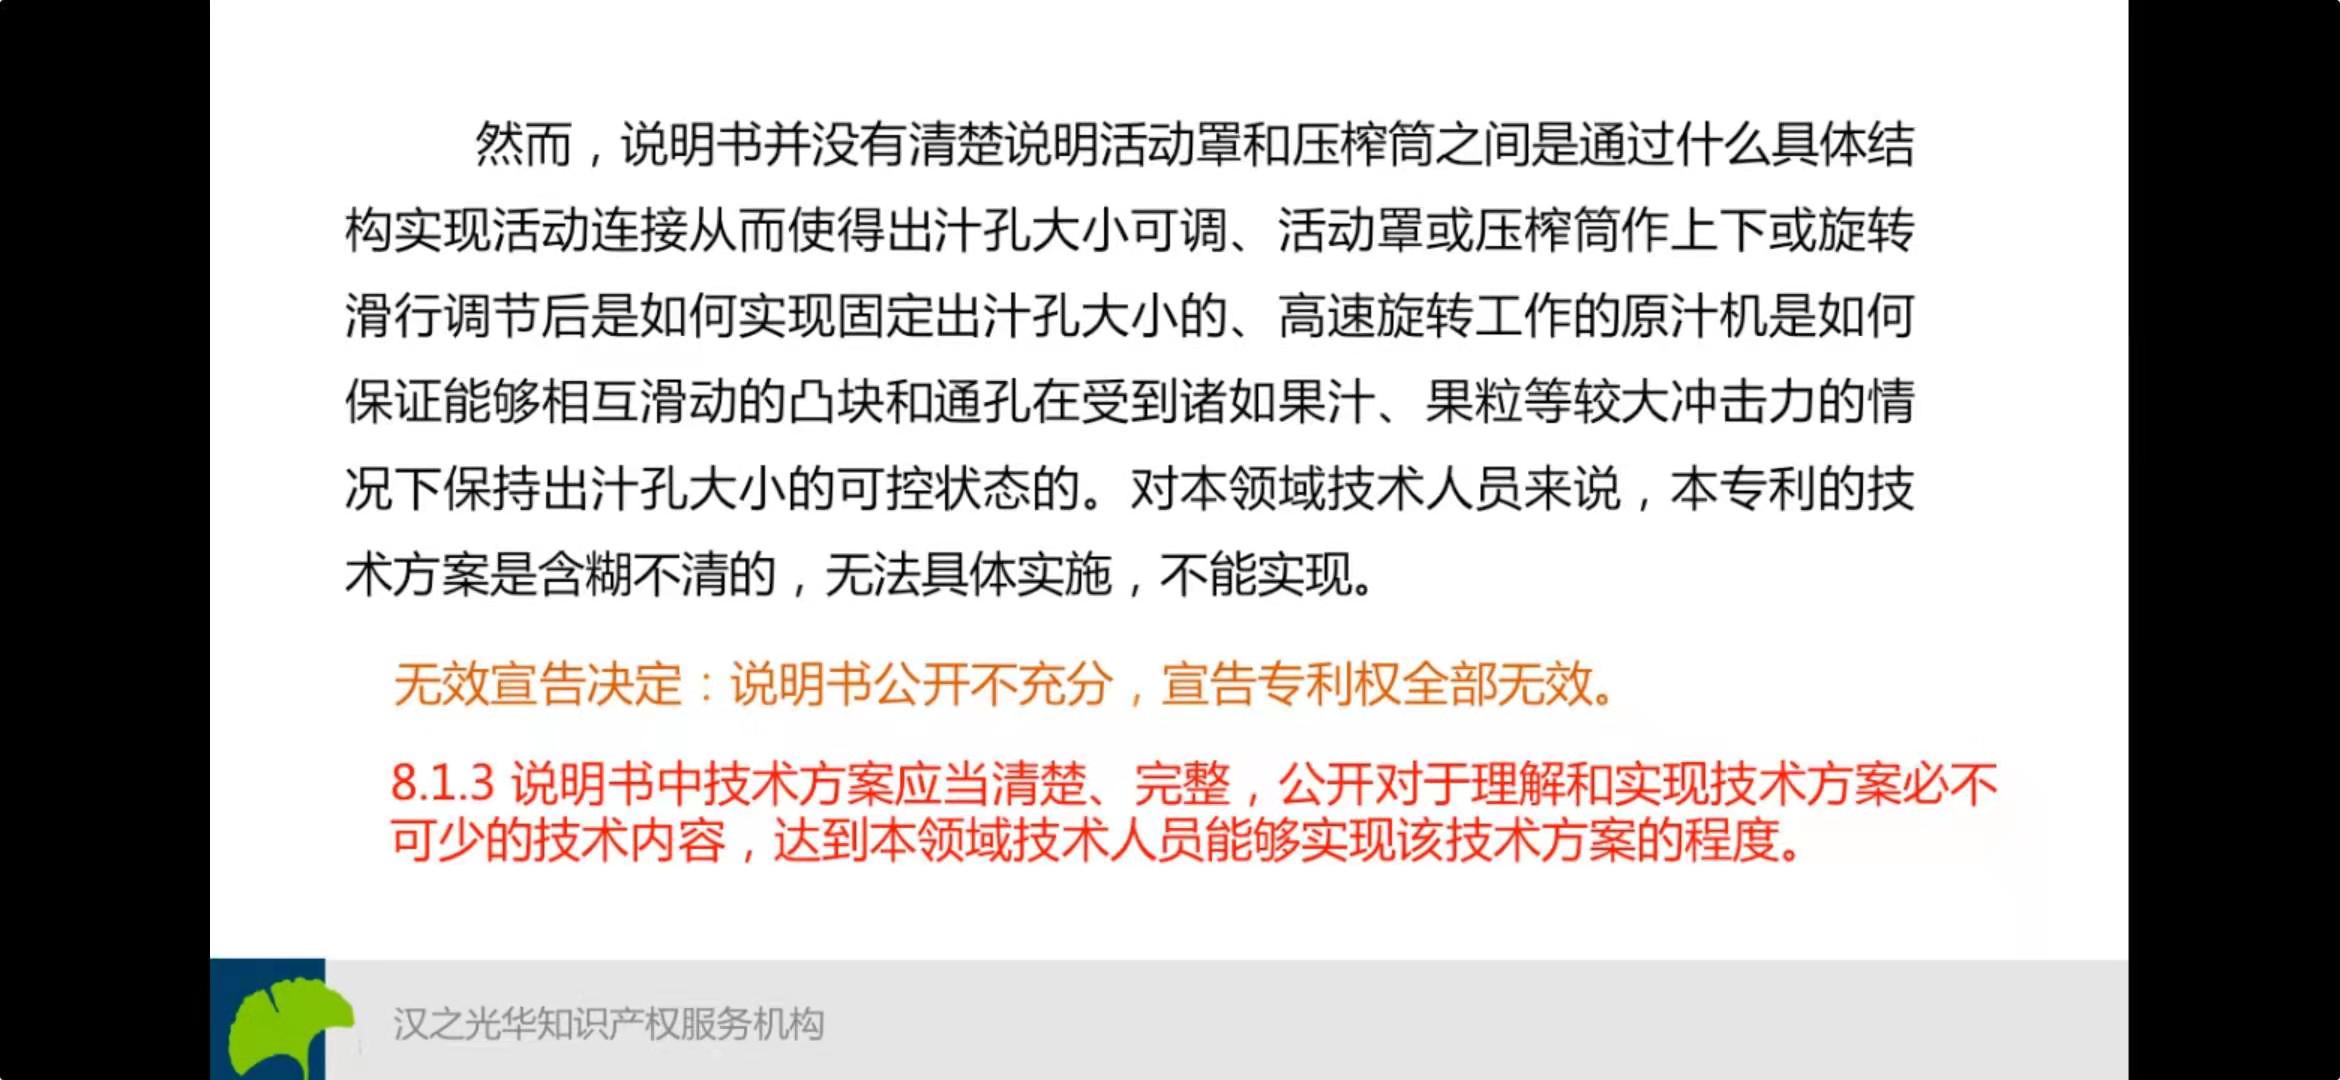 然而，说明书并没有清楚说明活动罩和压榨筒之间是通过什么具体结
构实现活动连接从而使得出汁孔大小可调、活动罩或压榨筒作上下或旋转
滑行调节后是如何实现固定出汁孔大小的、高速旋转工作的原汁机是如何
保证能够相互滑动的凸块和通孔在受到诸如果汁、果粒等较大冲击力的情
况下保持出汁孔大小的可控状态的。对本领域技术人员来说，本专利的技
术方案是含糊不清的，无法具体实施，不能实现。
无效宣告决定：说明书公开不充分，宣告专利权全部无效。
8.1.3 说明书中技术方案应当清楚、完整，公开对于理解和实现技术方案必不
可少的技术内容，达到本领域技术人员能够实现该技术方案的程度。
汉之光华知识产权服务机构